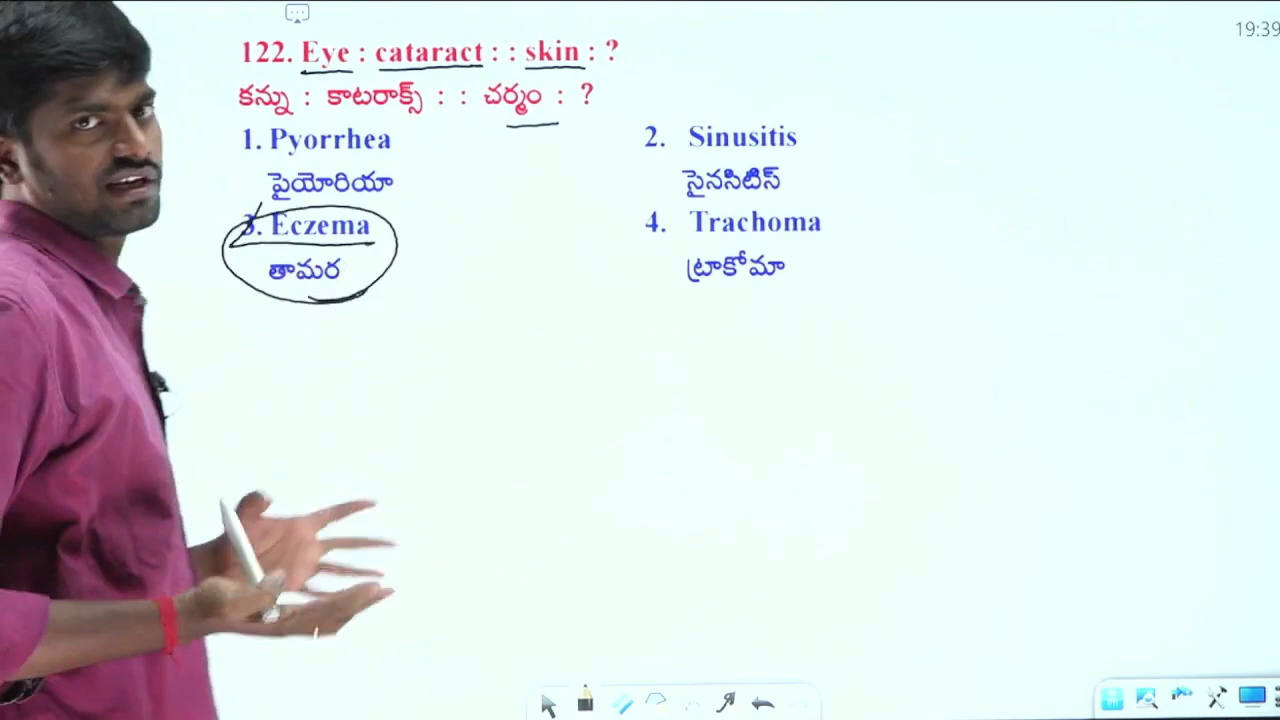 19:39
122. Eye : cataract : : skin : ?
కన్ను : కాటరాక్స్ : : చర్మం : ?
1. Pyorrhea
2. Sinusitis
పైయోరియా
సైనసిటిస్
3. Eczema
4. Trachoma
తామర
ట్రాకోమా